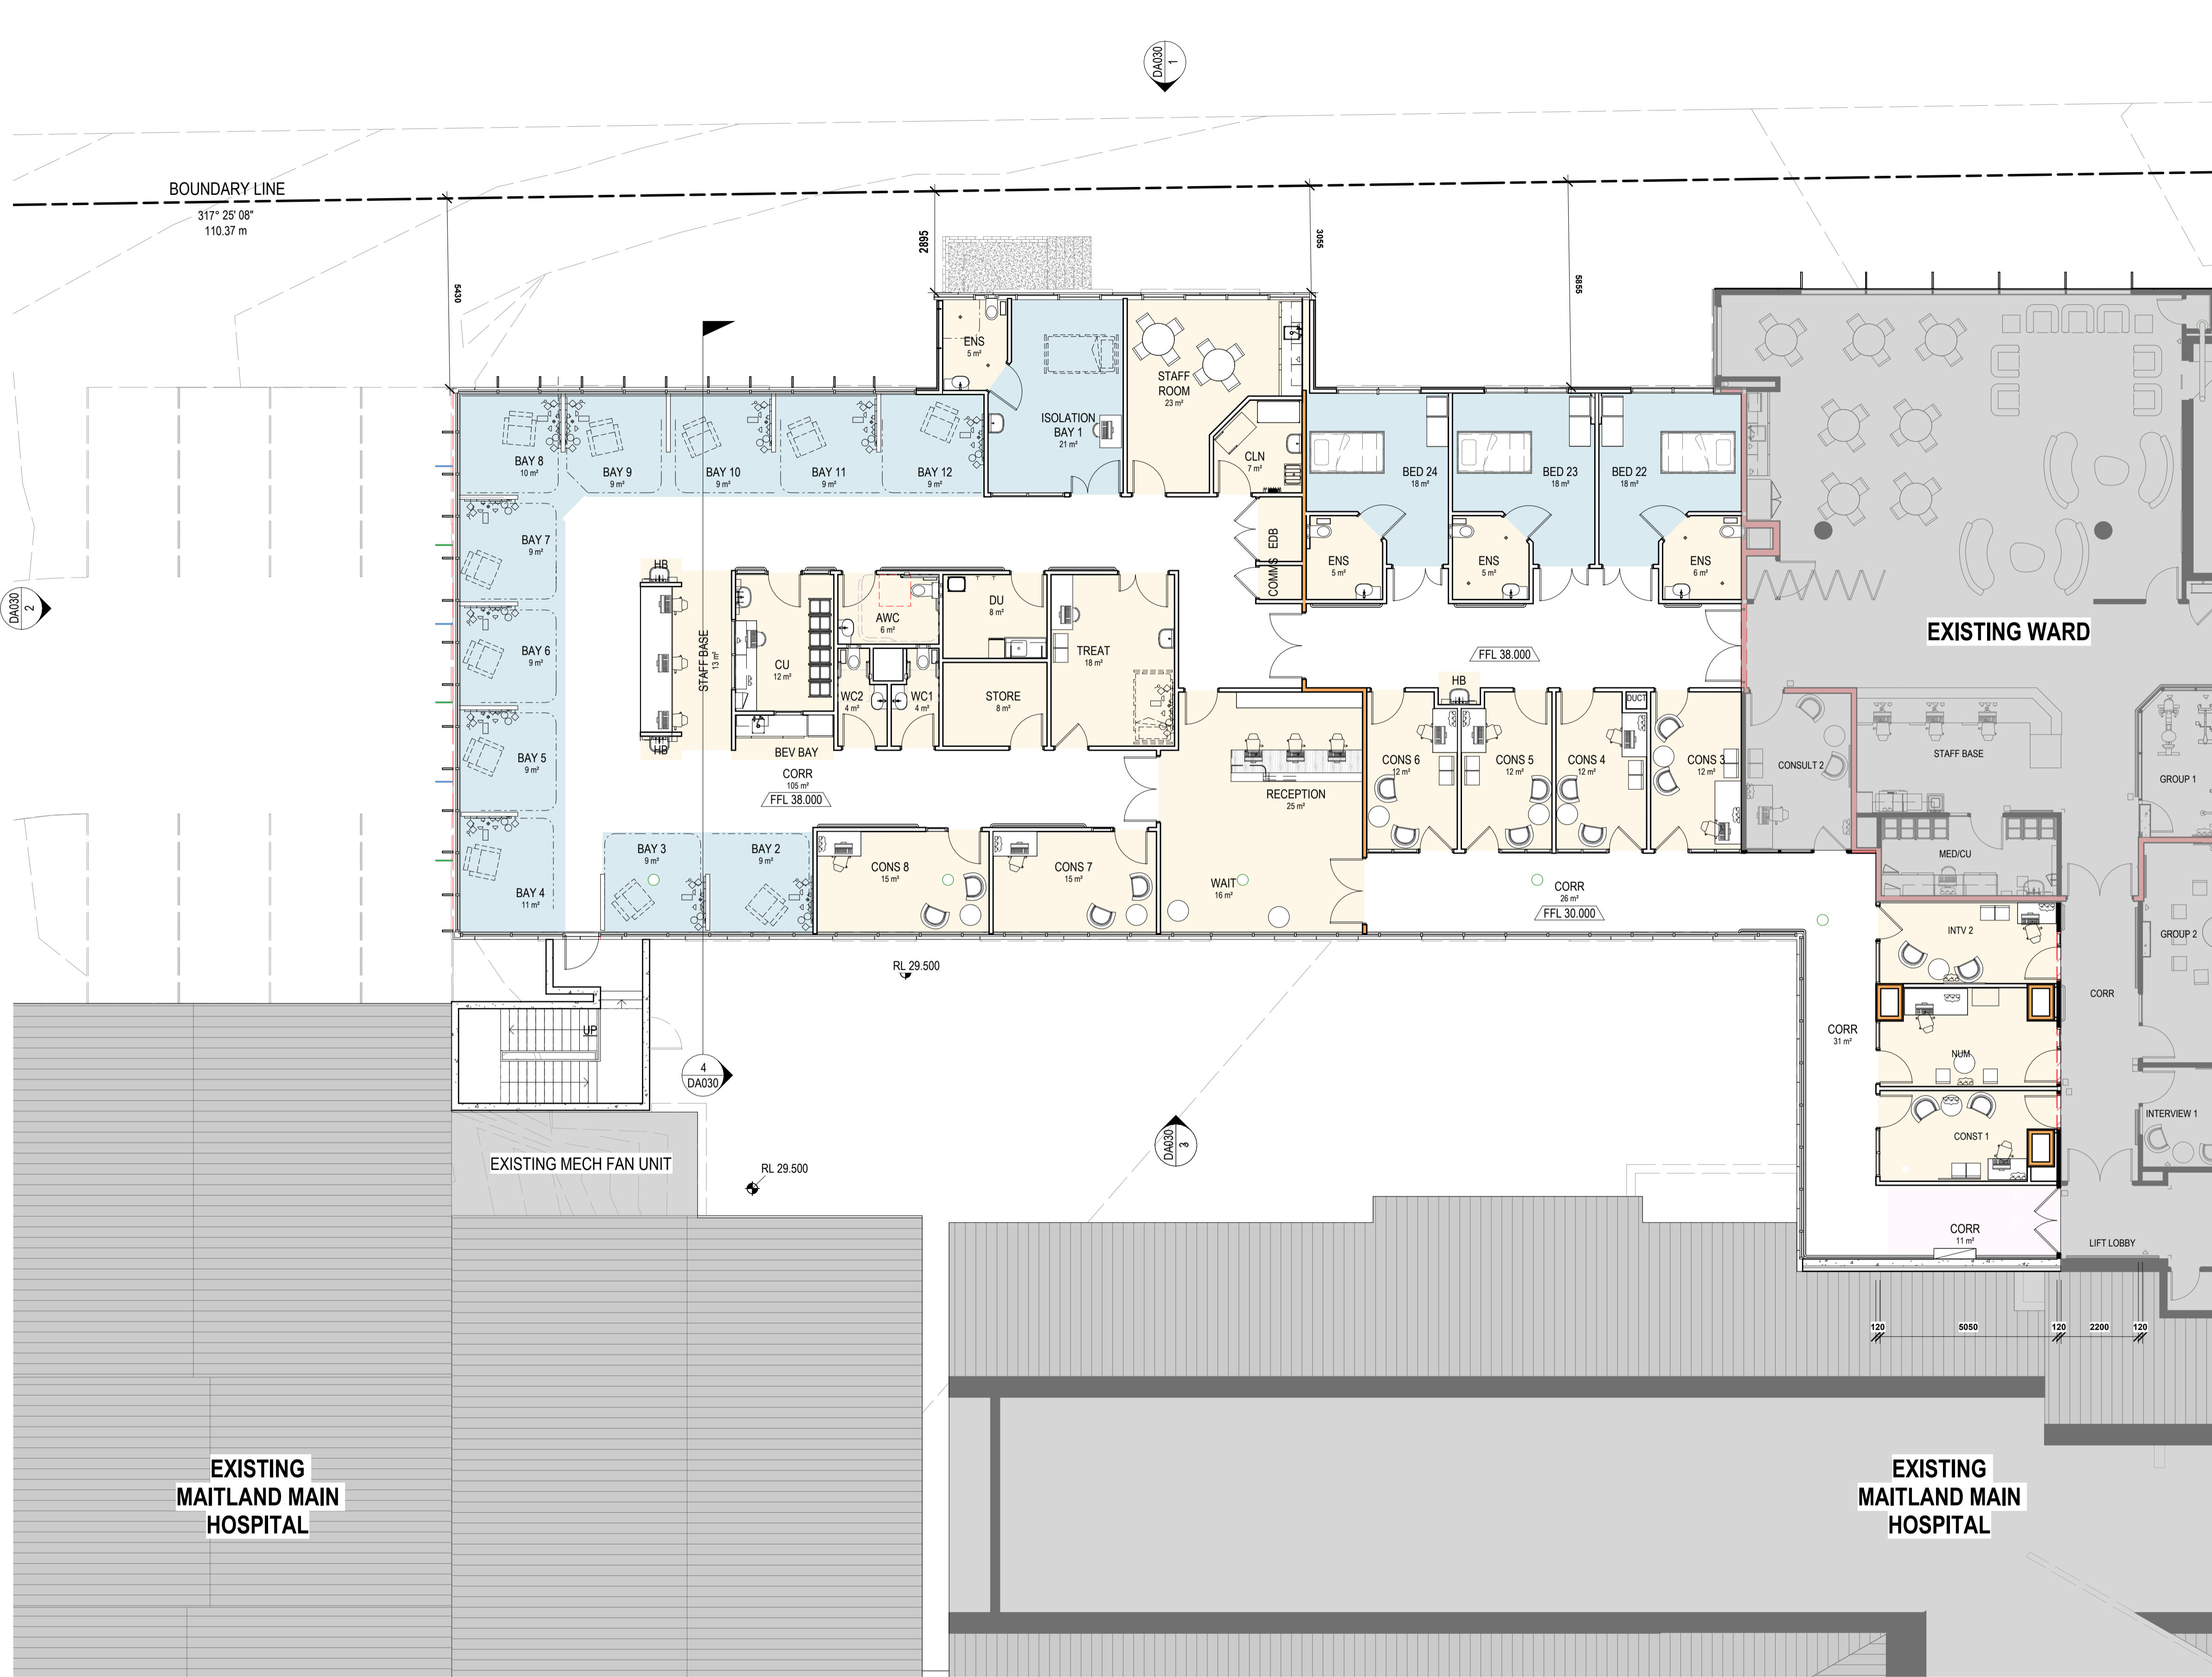 DA030
1
BOUNDARY LINE
317° 25' 08"
110.37 m
5430
2895
3055
5855
ENS
5 m²
ISOLATION
BAY 1
21 m²
STAFF
ROOM
23 m²
CLN
7 m²
BAY 8
10 m²
BAY 9
9 m²
BAY 10
9 m²
BAY 11
9 m²
BAY 12
9 m²
BED 24
18 m²
BED 23
18 m²
BED 22
18 m²
BAY 7
9 m²
EDB
COMMS
ENS
5 m²
ENS
5 m²
ENS
6 m²
DA030
2
HB
STAFF BASE
13 m²
CU
12 m²
AWC
6 m²
DU
8 m²
TREAT
18 m²
BAY 6
9 m²
WC2
4 m²
WC1
4 m²
STORE
8 m²
FFL 38.000
EXISTING WARD
HB
DUCT
HB
BEV BAY
BAY 5
9 m²
CORR
105 m²
FFL 38.000
RECEPTION
25 m²
CONS 6
12 m²
CONS 5
12 m²
CONS 4
12 m²
CONS 3
12 m²
CONSULT 2
STAFF BASE
GROUP 1
BAY 4
11 m²
BAY 3
9 m²
BAY 2
9 m²
CONS 8
15 m²
CONS 7
15 m²
WAIT
16 m²
CORR
26 m²
FFL 30.000
MED/CU
INTV 2
GROUP 2
RL 29.500
CORR
CORR
31 m²
NUM
UP
4
DA030
CONST 1
INTERVIEW 1
DA030
3
EXISTING MECH FAN UNIT
RL 29.500
CORR
11 m²
LIFT LOBBY
120
5050
120
2200
120
EXISTING
MAITLAND MAIN
HOSPITAL
EXISTING
MAITLAND MAIN
HOSPITAL